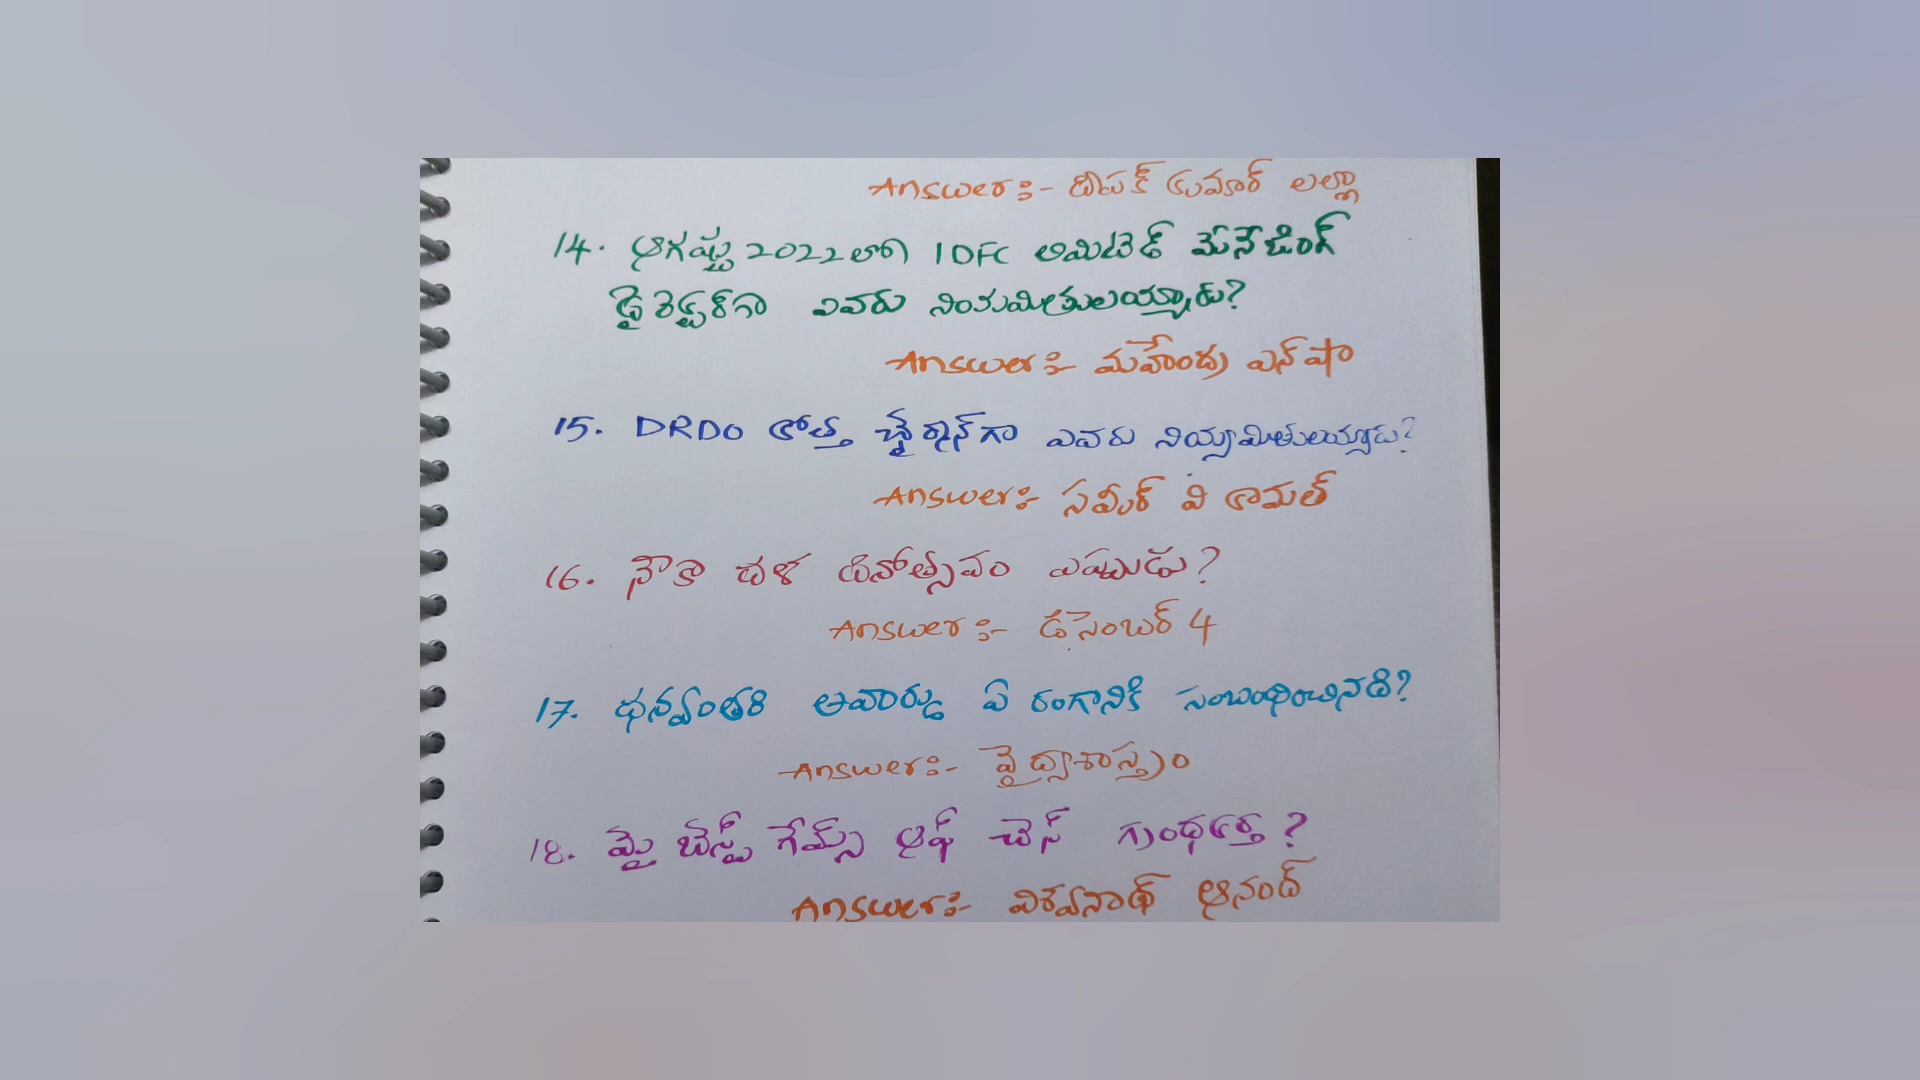 Answer:- దీపక్ కుమార్ లల్లా
14. ఆగష్టు 2022లో IDFC లిమిటెడ్ మేనేజింగ్
డైరెక్టర్‌గా ఎవరు నియమితులయ్యారు?
Answer:- మహేంద్ర ఎన్‌షా
15. DRDO కొత్త ఛైర్మన్‌గా ఎవరు నియ్యమితులయ్యారు?
Answer:- సమీర్ వి కామత్
16. నౌకా దళ దినోత్సవం ఎప్పుడు?
Answer:- డిసెంబర్ 4
17. ధన్వంతరి అవార్డు ఏ రంగానికి సంబంధించినది?
Answer:- వైద్యశాస్త్రం
18. మై బెస్ట్ గేమ్స్ ఆఫ్ చెస్ గ్రంథకర్త?
Answer:- విశ్వనాథ్ ఆనంద్